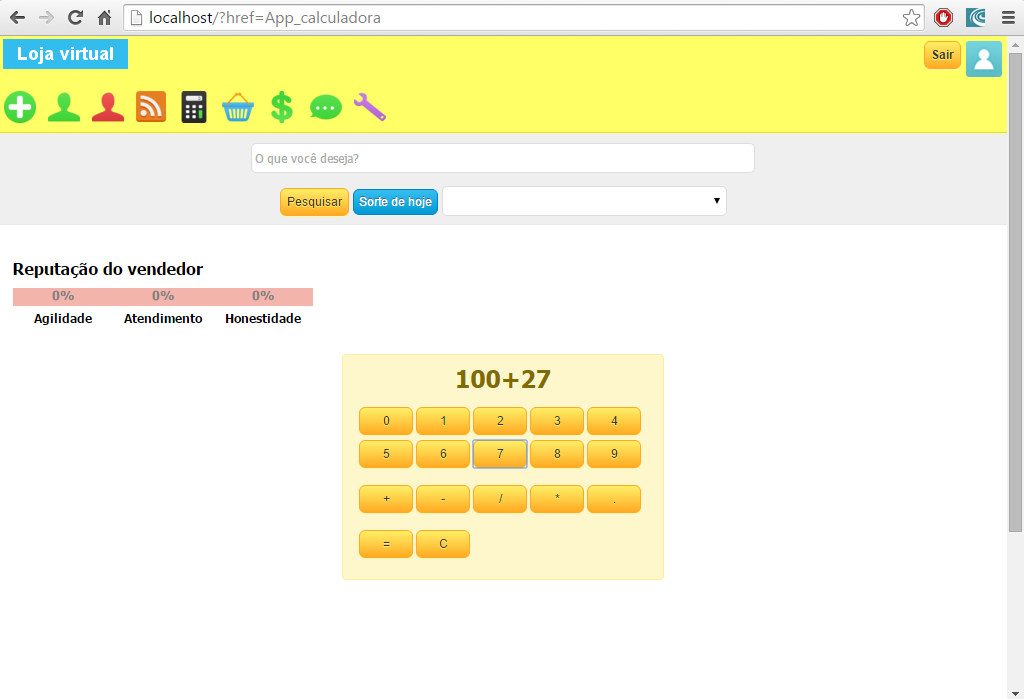 localhost/?href=App_calculadora
Loja virtual
Sair
O que você deseja?
Pesquisar
Sorte de hoje
Reputação do vendedor
0% 0% 0%
Agilidade Atendimento Honestidade
100+27
0 1 2 3 4
5 6 7 8 9
+ - / * .
= C